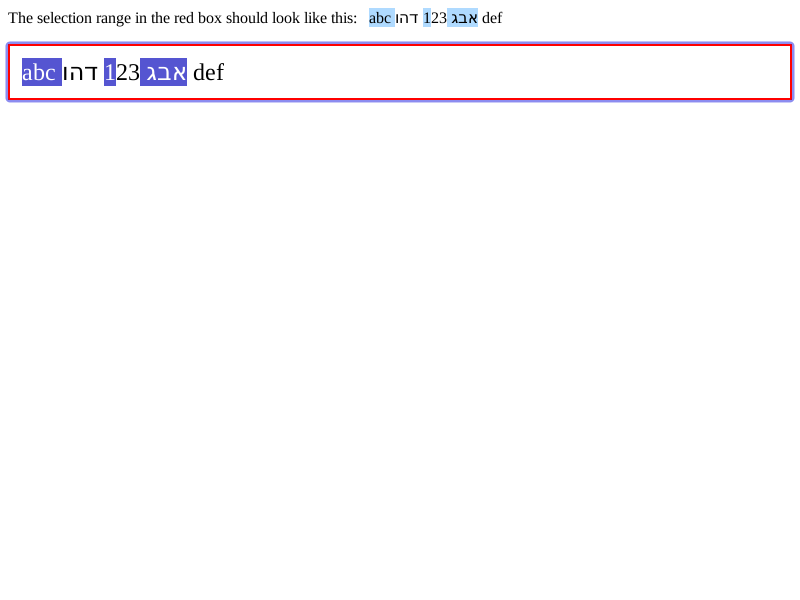 The selection range in the red box should look like this: abc אבג 123 דהו def
abc אבג 123 דהו def